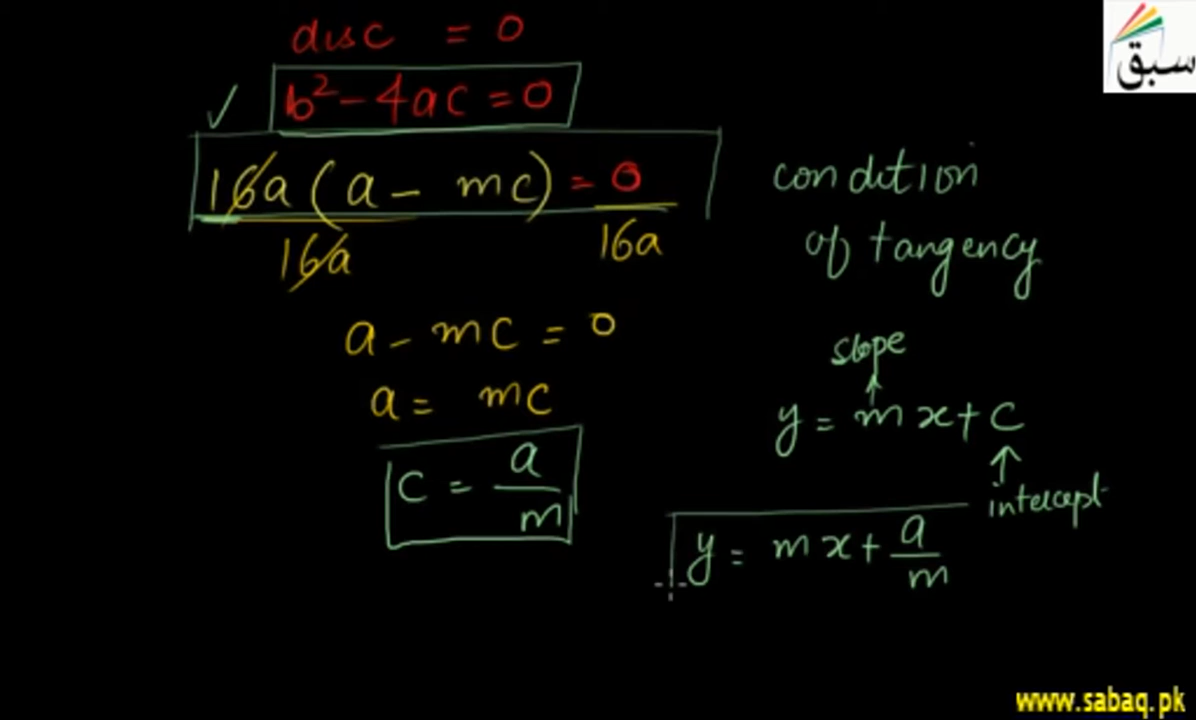 disc = 0
سبق
b² - 4ac = 0
16a (a - mc) = 0
16a 16a
condition
of tangency
a - mc = 0
slope
a = mc
y = mx + c
c = a/m
intercept
y = mx + a/m
www.sabaq.pk